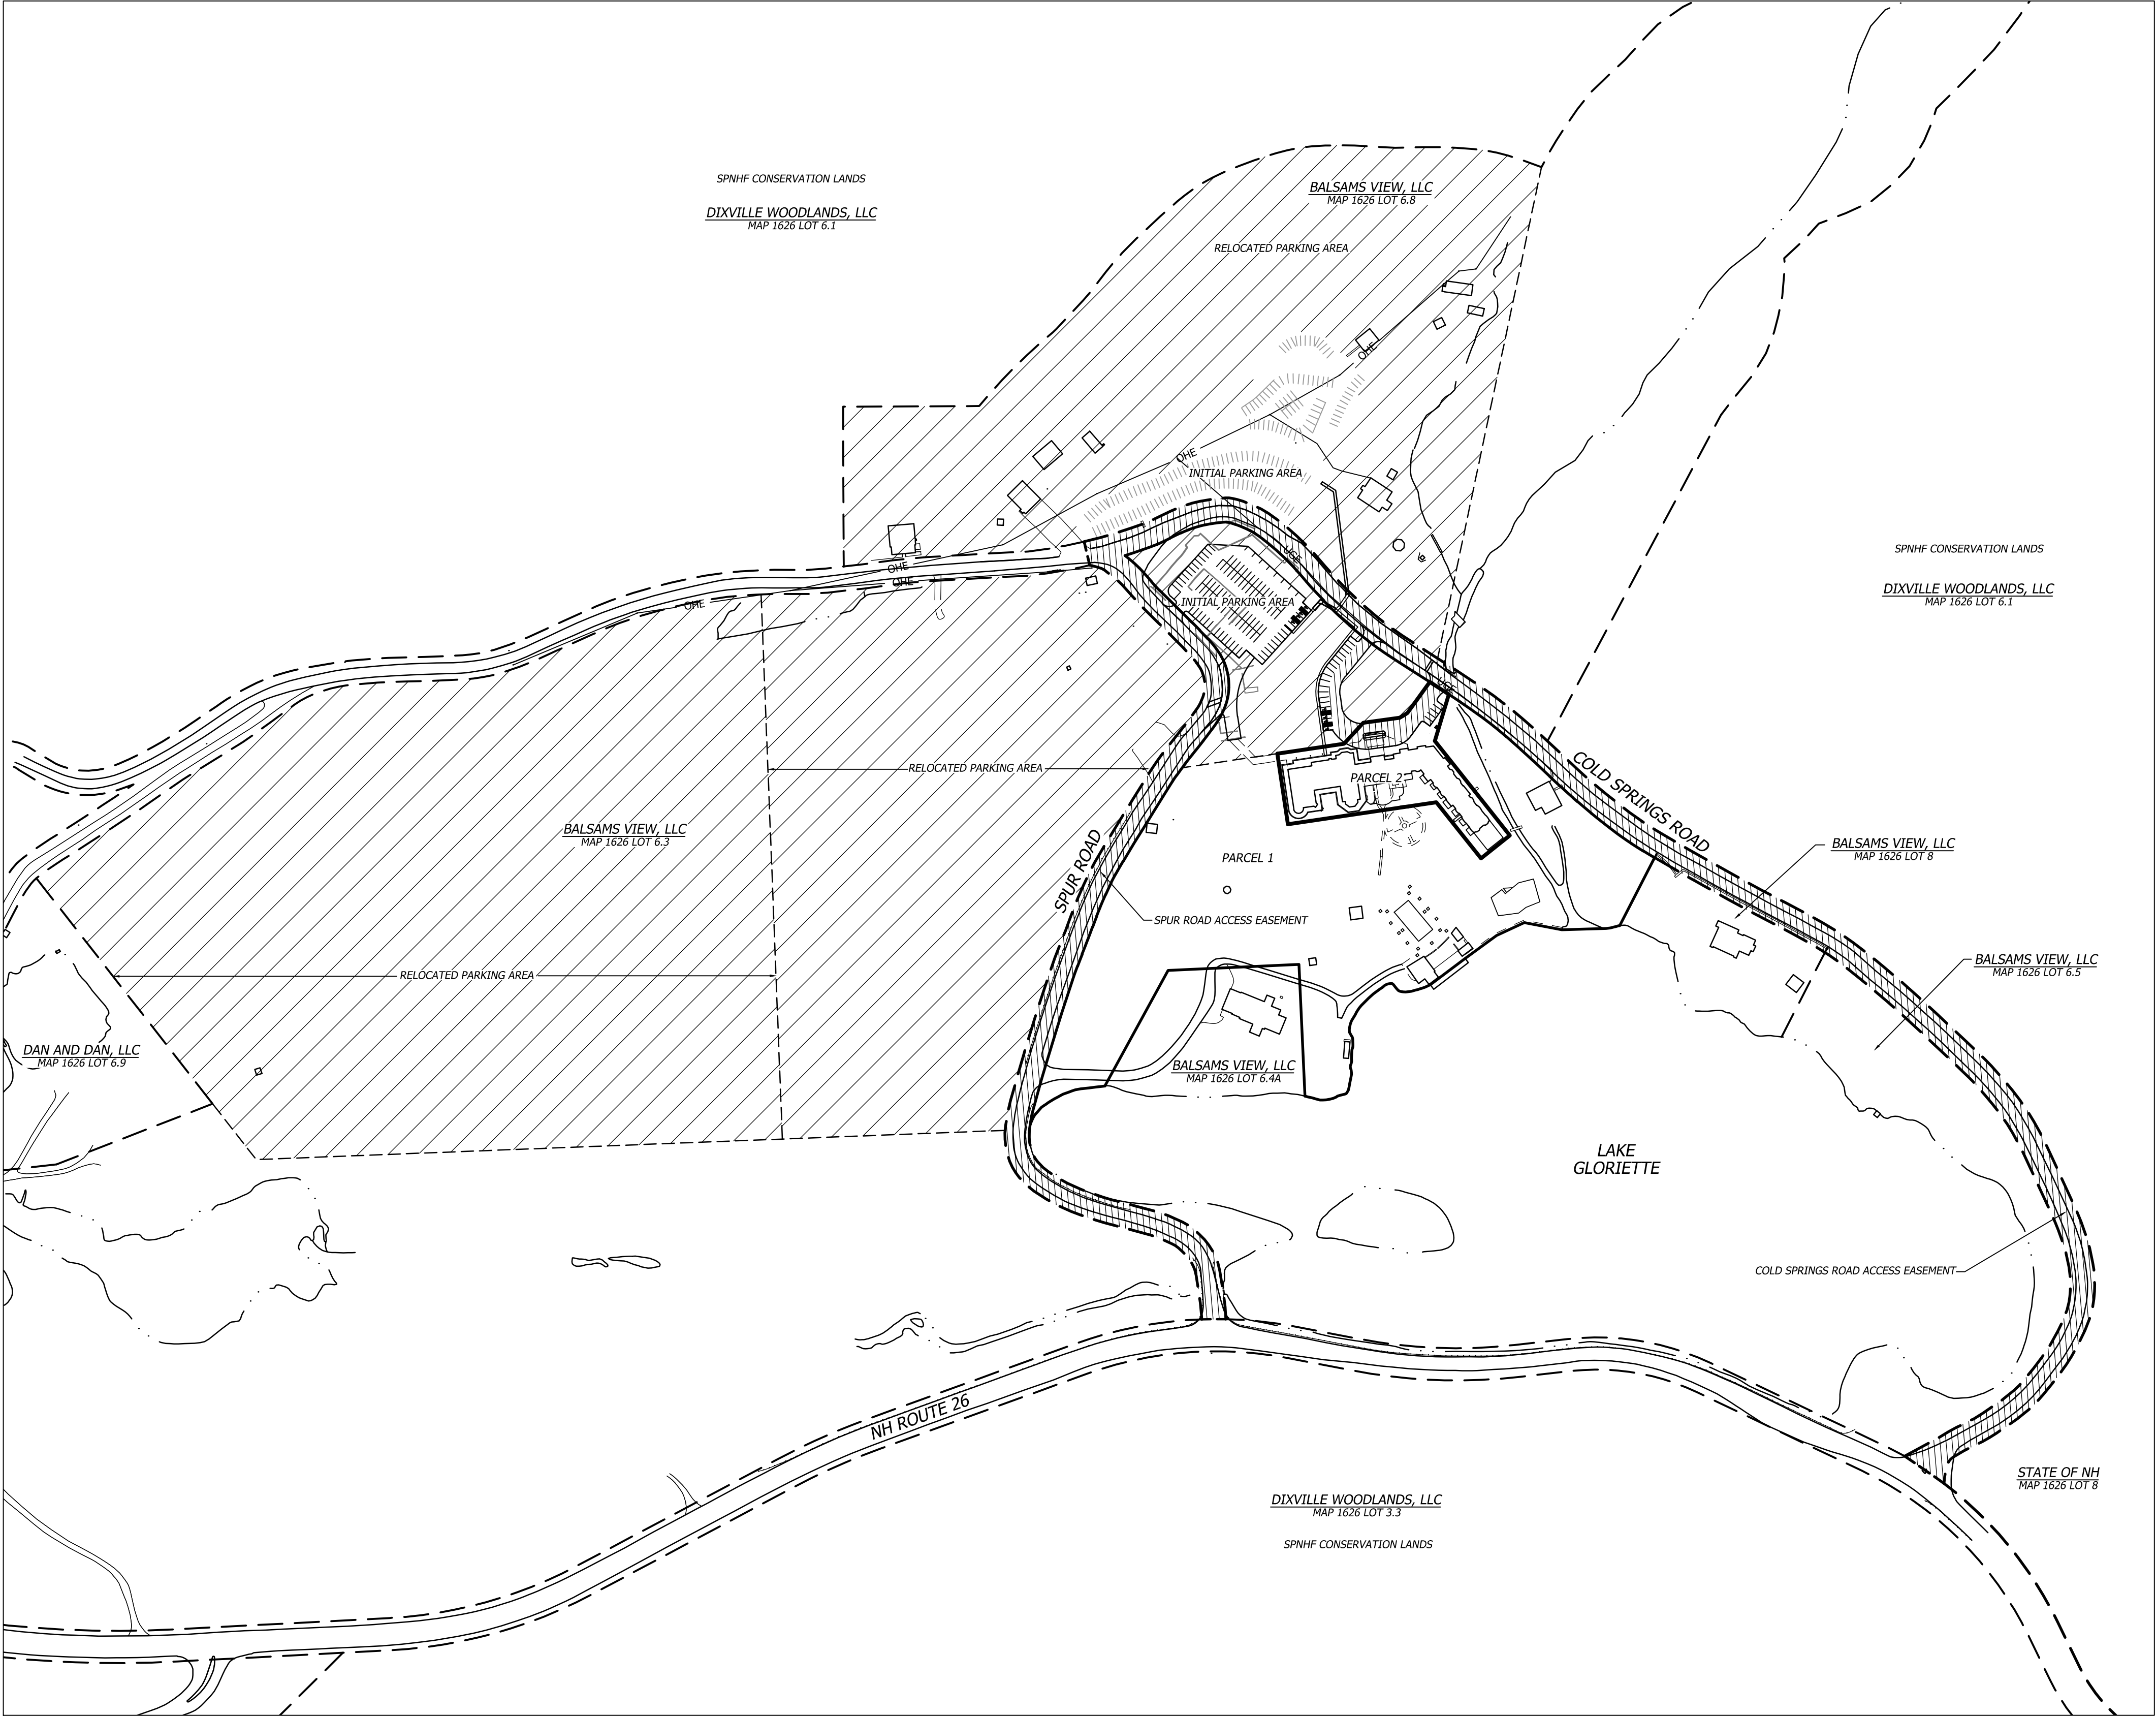 SPNHF CONSERVATION LANDS
DIXVILLE WOODLANDS, LLC
MAP 1626 LOT 6.1
BALSAMS VIEW, LLC
MAP 1626 LOT 6.8
RELOCATED PARKING AREA
OHE
OHE
INITIAL PARKING AREA
UGE
OHE
OHE
OHE
INITIAL PARKING AREA
SPNHF CONSERVATION LANDS
DIXVILLE WOODLANDS, LLC
MAP 1626 LOT 6.1
UGE
RELOCATED PARKING AREA
PARCEL 2
COLD SPRINGS ROAD
BALSAMS VIEW, LLC
MAP 1626 LOT 6.3
SPUR ROAD
PARCEL 1
BALSAMS VIEW, LLC
MAP 1626 LOT 8
SPUR ROAD ACCESS EASEMENT
BALSAMS VIEW, LLC
MAP 1626 LOT 6.5
RELOCATED PARKING AREA
DAN AND DAN, LLC
MAP 1626 LOT 6.9
BALSAMS VIEW, LLC
MAP 1626 LOT 6.4A
LAKE
GLORIETTE
COLD SPRINGS ROAD ACCESS EASEMENT
NH ROUTE 26
STATE OF NH
MAP 1626 LOT 8
DIXVILLE WOODLANDS, LLC
MAP 1626 LOT 3.3
SPNHF CONSERVATION LANDS